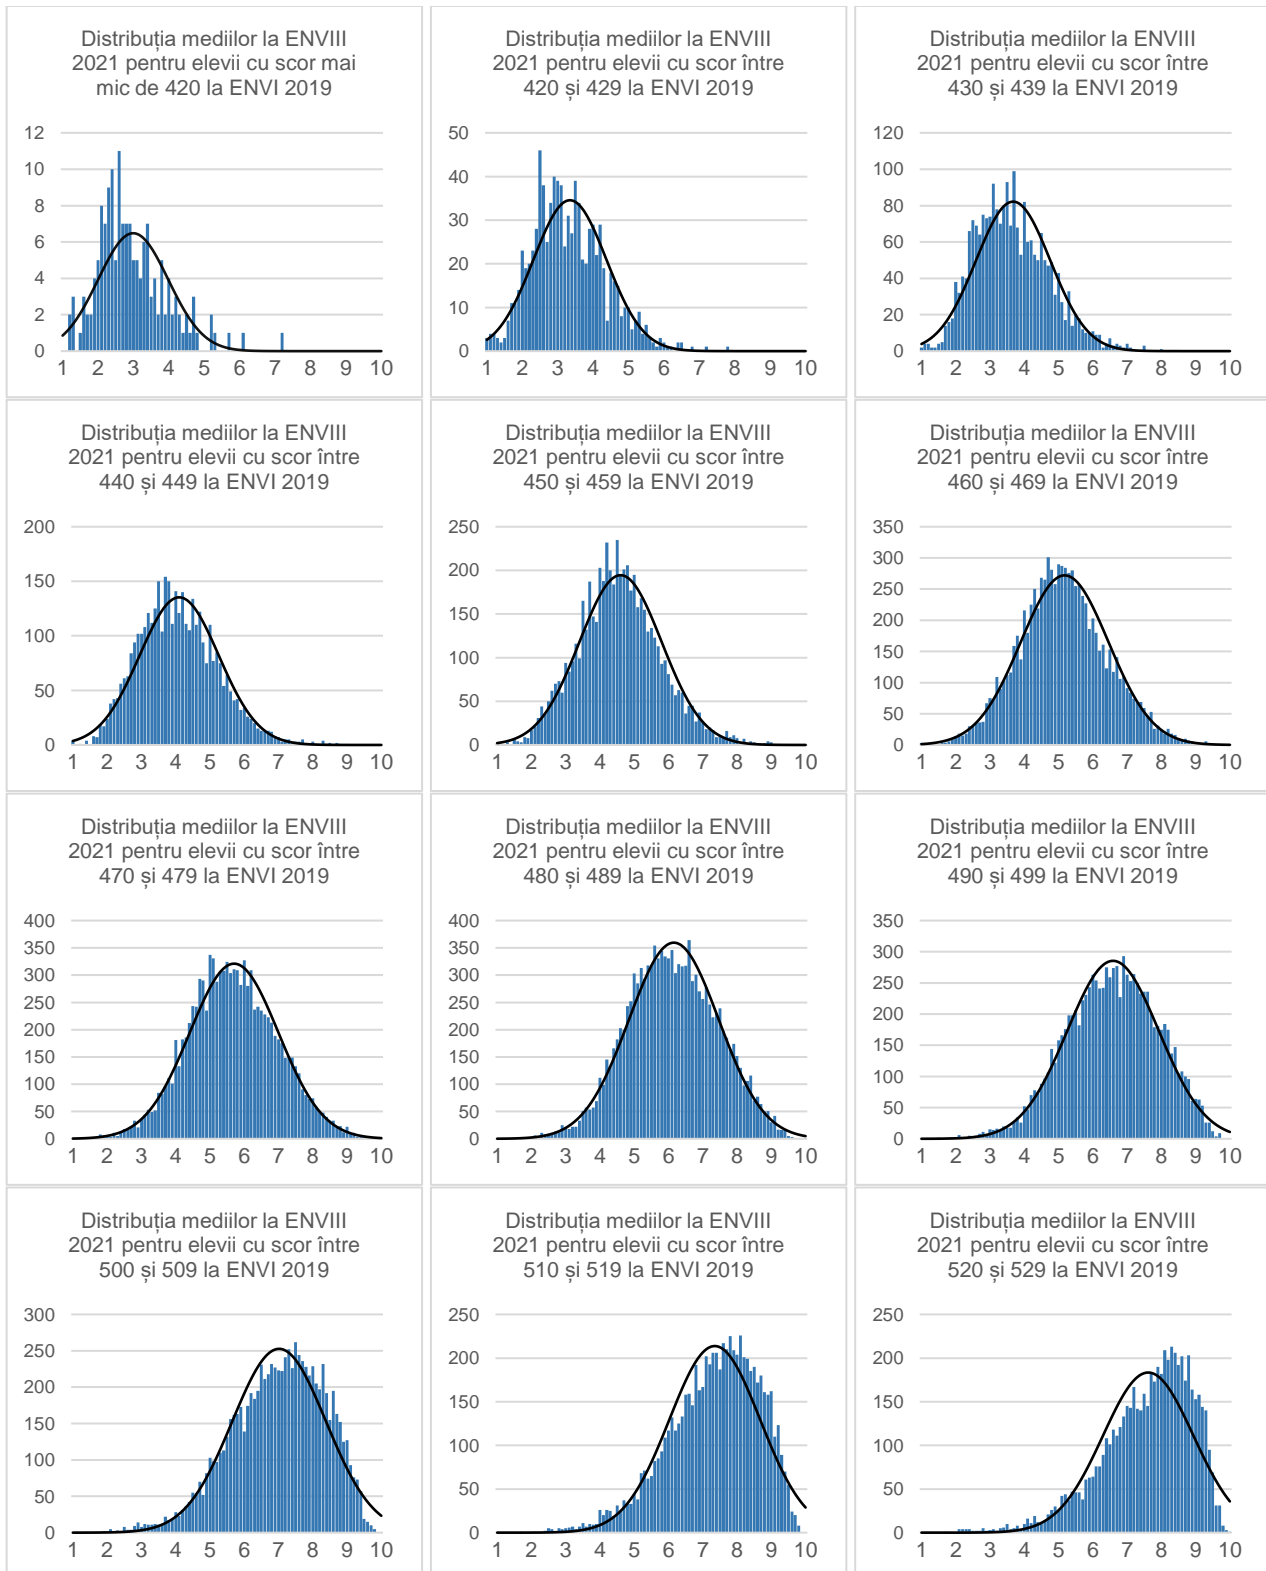 Distribuția mediilor la ENVIII
2021 pentru elevii cu scor mai
mic de 420 la ENVI 2019
12
10
8
6
4
2
0
1 2 3 4 5 6 7 8 9 10
Distribuția mediilor la ENVIII
2021 pentru elevii cu scor între
420 și 429 la ENVI 2019
50
40
30
20
10
0
1 2 3 4 5 6 7 8 9 10
Distribuția mediilor la ENVIII
2021 pentru elevii cu scor între
430 și 439 la ENVI 2019
120
100
80
60
40
20
0
1 2 3 4 5 6 7 8 9 10
Distribuția mediilor la ENVIII
2021 pentru elevii cu scor între
440 și 449 la ENVI 2019
200
150
100
50
0
1 2 3 4 5 6 7 8 9 10
Distribuția mediilor la ENVIII
2021 pentru elevii cu scor între
450 și 459 la ENVI 2019
250
200
150
100
50
0
1 2 3 4 5 6 7 8 9 10
Distribuția mediilor la ENVIII
2021 pentru elevii cu scor între
460 și 469 la ENVI 2019
350
300
250
200
150
100
50
0
1 2 3 4 5 6 7 8 9 10
Distribuția mediilor la ENVIII
2021 pentru elevii cu scor între
470 și 479 la ENVI 2019
400
350
300
250
200
150
100
50
0
1 2 3 4 5 6 7 8 9 10
Distribuția mediilor la ENVIII
2021 pentru elevii cu scor între
480 și 489 la ENVI 2019
400
350
300
250
200
150
100
50
0
1 2 3 4 5 6 7 8 9 10
Distribuția mediilor la ENVIII
2021 pentru elevii cu scor între
490 și 499 la ENVI 2019
350
300
250
200
150
100
50
0
1 2 3 4 5 6 7 8 9 10
Distribuția mediilor la ENVIII
2021 pentru elevii cu scor între
500 și 509 la ENVI 2019
300
250
200
150
100
50
0
1 2 3 4 5 6 7 8 9 10
Distribuția mediilor la ENVIII
2021 pentru elevii cu scor între
510 și 519 la ENVI 2019
250
200
150
100
50
0
1 2 3 4 5 6 7 8 9 10
Distribuția mediilor la ENVIII
2021 pentru elevii cu scor între
520 și 529 la ENVI 2019
250
200
150
100
50
0
1 2 3 4 5 6 7 8 9 10